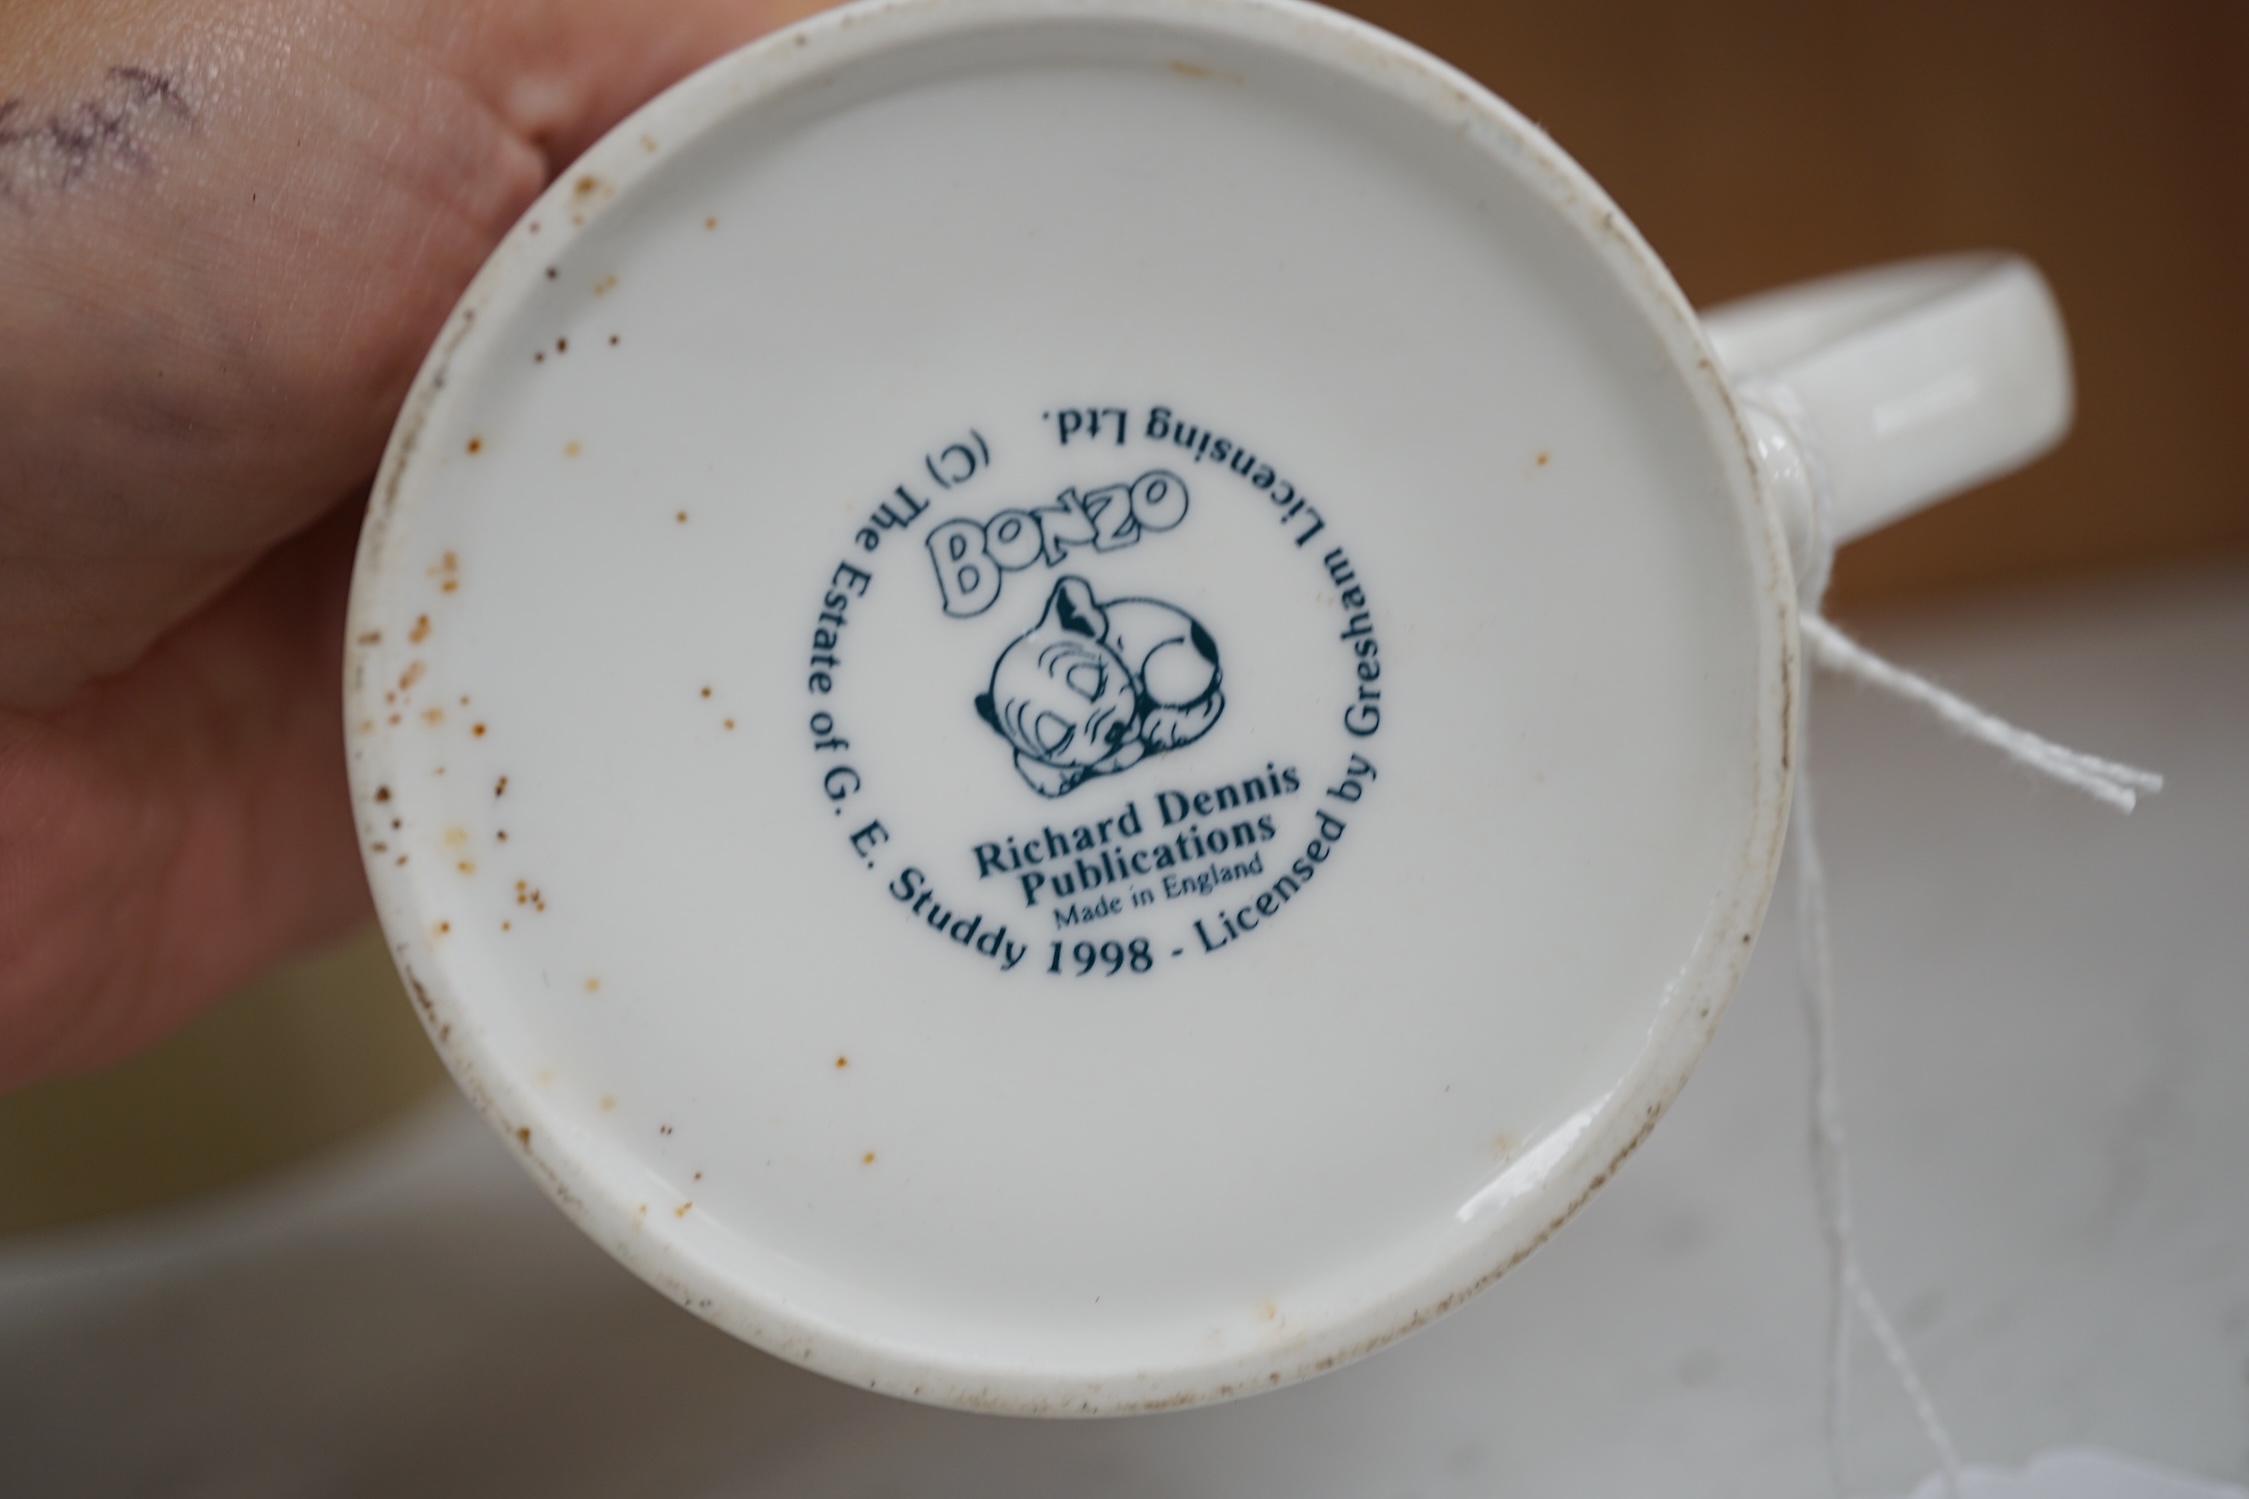 BONZO
Richard Dennis
Publications
Made in England
(C) The Estate of G. E. Studdy 1998 - Licensed by Gresham Licensing Ltd.